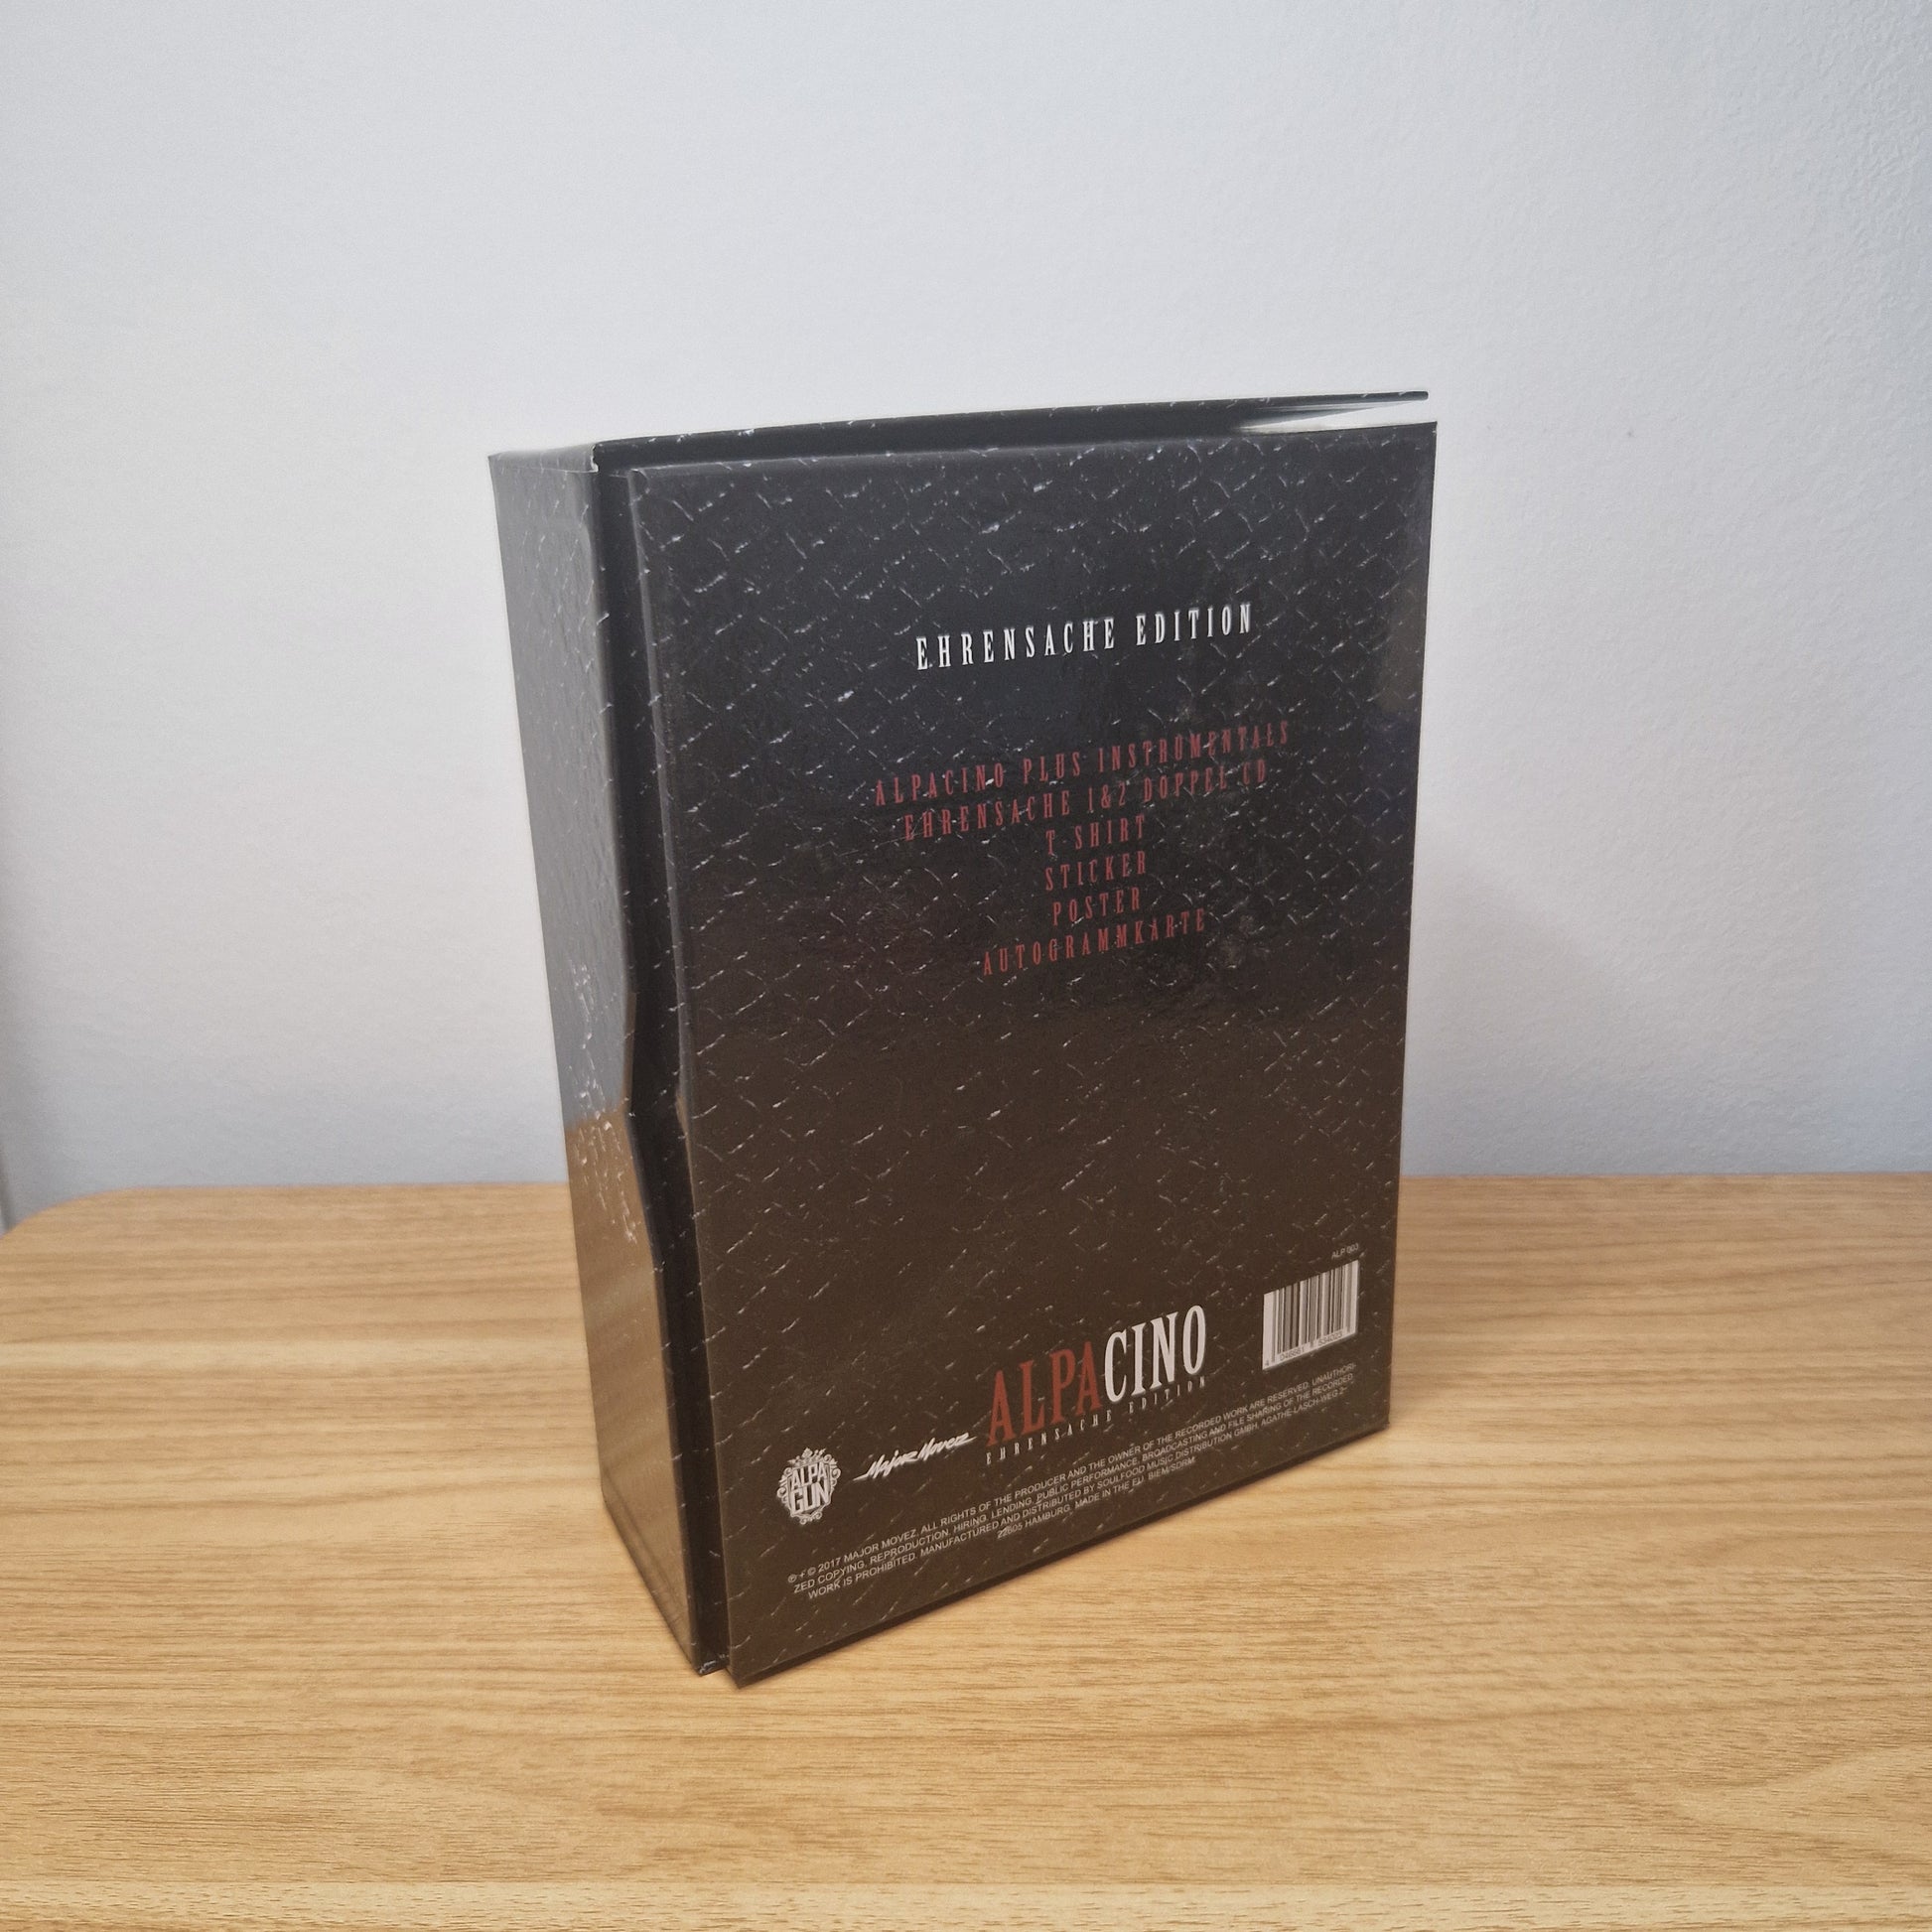 EHRENSACHE EDITION
ALPACINO PLUS INSTRUMENTALS
EHRENSACHE 1&2 DOPPEL CD
T SHIRT
STICKER
POSTER
AUTOGRAMMKARTE
ALP 003
ALPACINO
EHRENSACHE EDITION
ALPA
GUN
Major Movez
℗ + © 2017 MAJOR MOVEZ. ALL RIGHTS OF THE PRODUCER AND THE OWNER OF THE RECORDED WORK ARE RESERVED. UNAUTHORI-
ZED COPYING, REPRODUCTION, HIRING, LENDING, PUBLIC PERFORMANCE, BROADCASTING AND FILE SHARING OF THE RECORDED
WORK IS PROHIBITED. MANUFACTURED AND DISTRIBUTED BY SOULFOOD MUSIC DISTRIBUTION GMBH, AGATHE-LASCH-WEG 2,
22605 HAMBURG. MADE IN THE EU. BIEM/SDRM